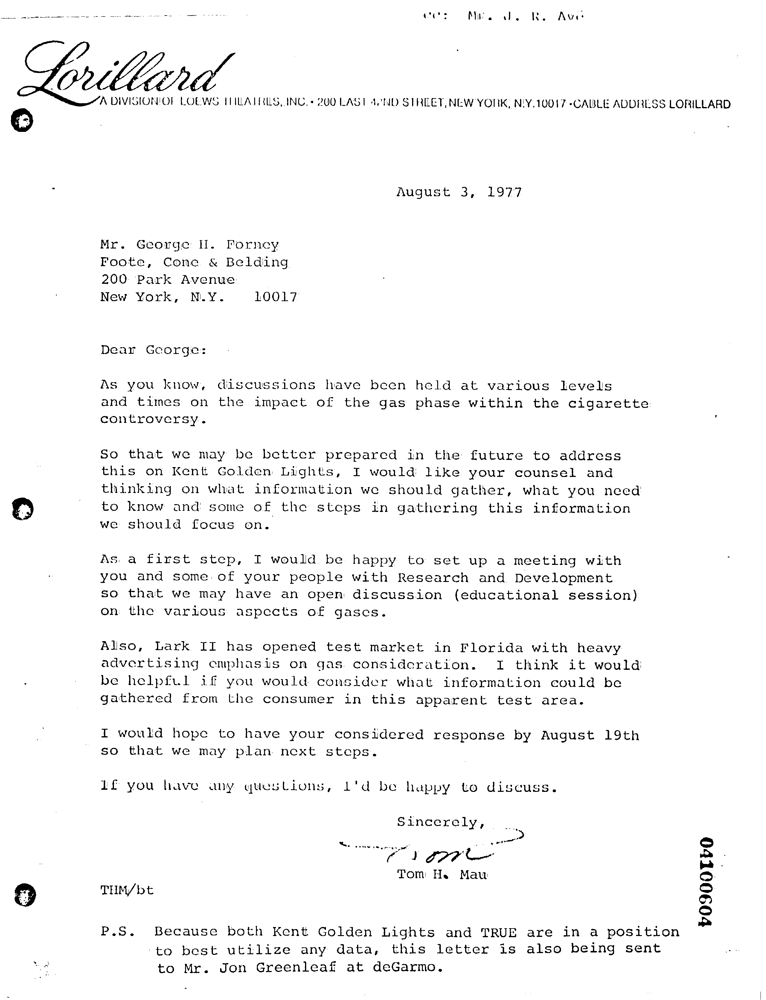 cc: Mr. J. R. Ave
Lorillard
A DIVISION OF LOEWS THEATRES, INC. • 200 EAST 42ND STREET, NEW YORK, N.Y. 10017 • CABLE ADDRESS LORILLARD
August 3, 1977
Mr. George H. Forney
Foote, Cone & Belding
200 Park Avenue
New York, N.Y. 10017
Dear George:
As you know, discussions have been held at various levels
and times on the impact of the gas phase within the cigarette
controversy.
So that we may be better prepared in the future to address
this on Kent Golden Lights, I would like your counsel and
thinking on what information we should gather, what you need
to know and some of the steps in gathering this information
we should focus on.
As a first step, I would be happy to set up a meeting with
you and some of your people with Research and Development
so that we may have an open discussion (educational session)
on the various aspects of gases.
Also, Lark II has opened test market in Florida with heavy
advertising emphasis on gas consideration. I think it would
be helpful if you would consider what information could be
gathered from the consumer in this apparent test area.
I would hope to have your considered response by August 19th
so that we may plan next steps.
If you have any questions, I'd be happy to discuss.
Sincerely,
Tom
Tom H. Mau
THM/bt
P.S. Because both Kent Golden Lights and TRUE are in a position
to best utilize any data, this letter is also being sent
to Mr. Jon Greenleaf at deGarmo.
04100604